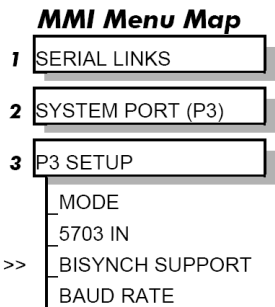 MMI Menu Map
1 SERIAL LINKS
2 SYSTEM PORT (P3)
3 P3 SETUP
MODE
5703 IN
>> BISYNCH SUPPORT
BAUD RATE